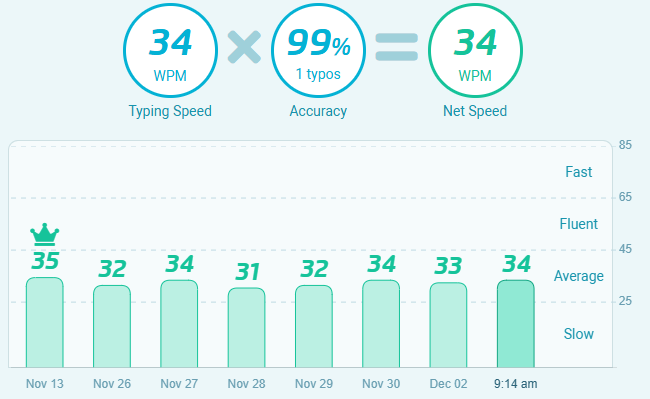 34 99% 34
WPM 1 typos WPM
Typing Speed Accuracy Net Speed
85
Fast
65
Fluent
45
35 32 34 31 32 34 33 34
Average
25
Slow
Nov 13 Nov 26 Nov 27 Nov 28 Nov 29 Nov 30 Dec 02 9:14 am